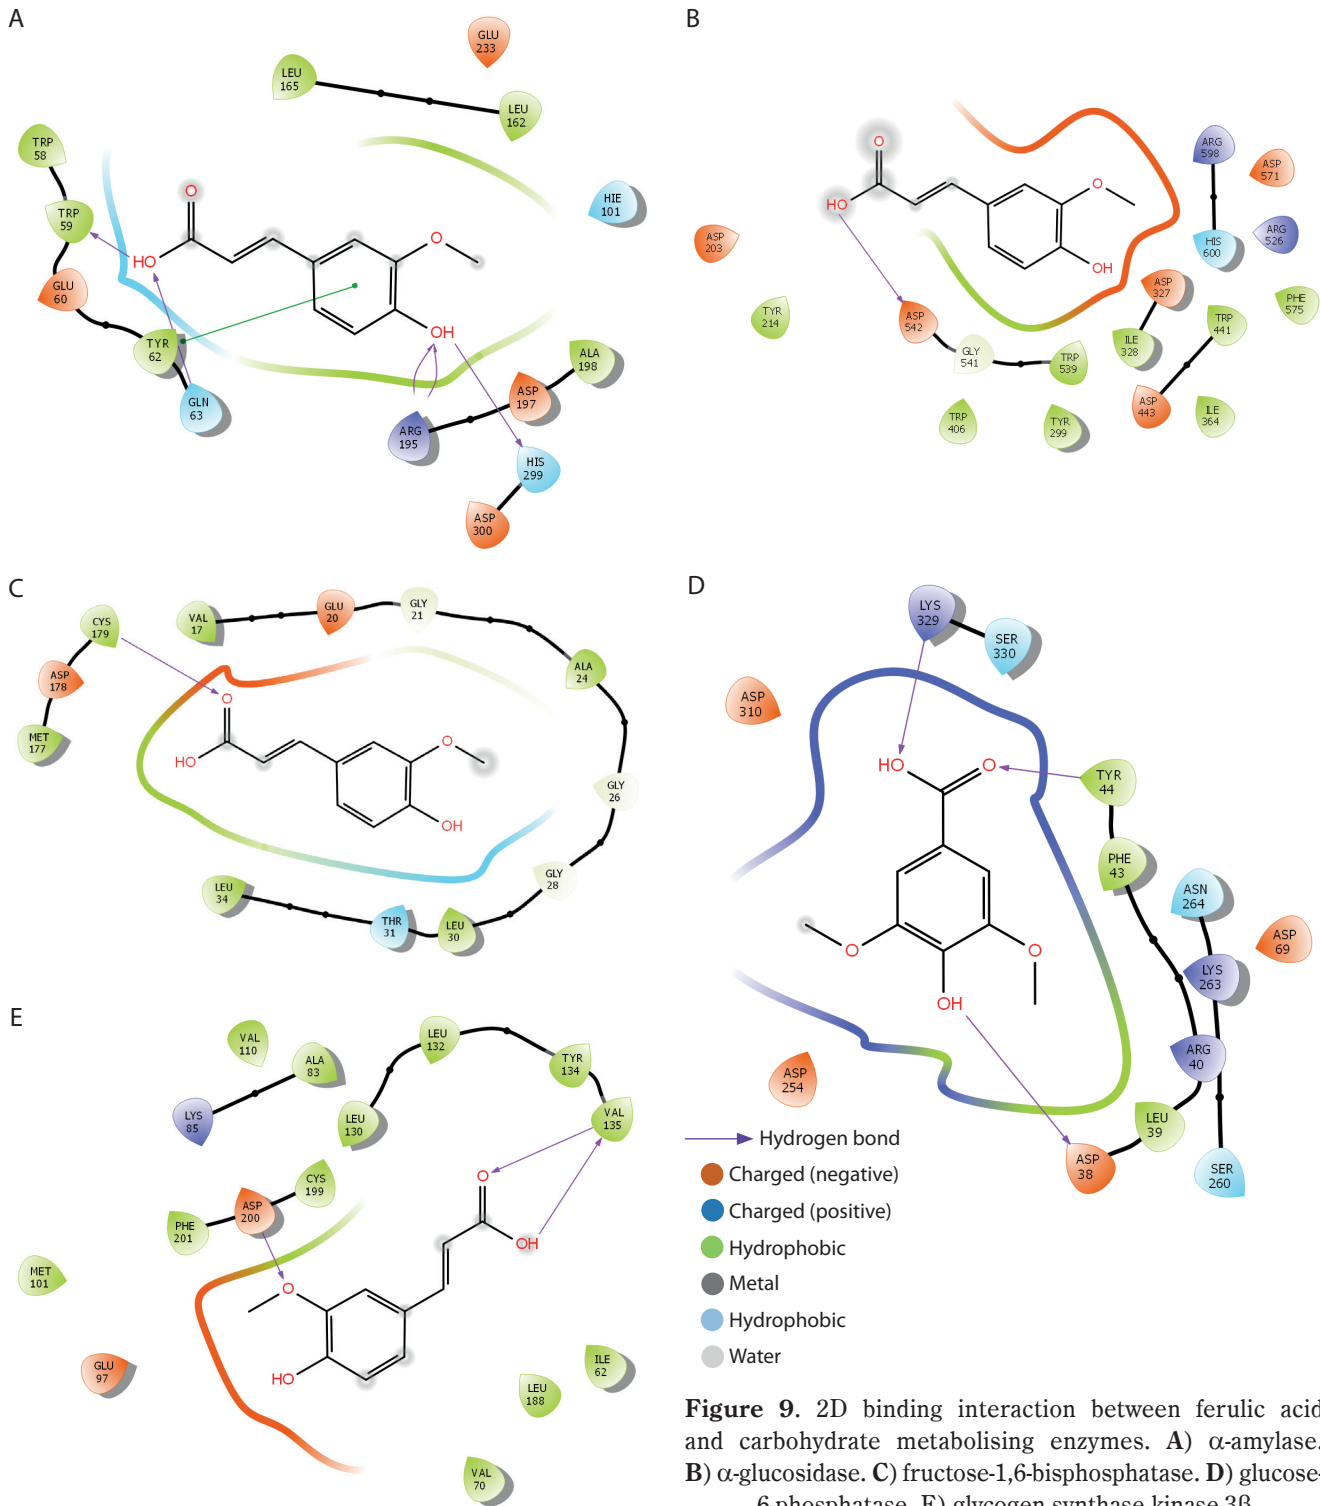 A
GLU
233
LEU
165
LEU
162
TRP
58
HIE
101
TRP
59
O
O
HO
GLU
60
TYR
62
OH
ALA
198
GLN
63
ASP
197
ARG
195
HIS
299
ASP
300
B
ARG
598
ASP
571
O
HO
O
ASP
203
ARG
526
HIS
600
OH
ASP
327
TYR
214
PHE
575
ASP
542
TRP
441
ILE
328
GLY
541
TRP
539
ASP
443
TRP
406
TYR
299
ILE
364
C
CYS
179
VAL
17
GLU
20
GLY
21
ASP
178
ALA
24
O
MET
177
HO
O
OH
GLY
26
GLY
28
LEU
34
THR
31
LEU
30
D
LYS
329
SER
330
ASP
310
HO
O
TYR
44
PHE
43
ASN
264
O
O
ASP
69
LYS
263
OH
ARG
40
ASP
254
LEU
39
ASP
38
SER
260
E
VAL
110
ALA
83
LEU
132
TYR
134
LYS
85
LEU
130
VAL
135
O
CYS
199
ASP
200
PHE
201
OH
MET
101
O
GLU
97
HO
ILE
62
LEU
188
VAL
70
Hydrogen bond
Charged (negative)
Charged (positive)
Hydrophobic
Metal
Hydrophobic
Water
Figure 9. 2D binding interaction between ferulic acid
and carbohydrate metabolising enzymes. A) α-amylase.
B) α-glucosidase. C) fructose-1,6-bisphosphatase. D) glucose-
6-phosphatase. E) glycogen synthase kinase 3β